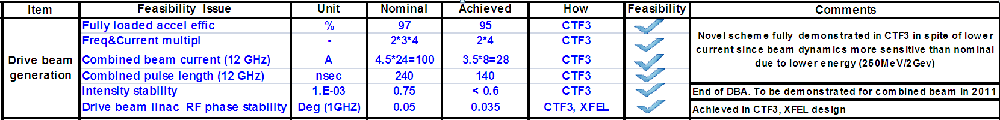 Item Feasibility Issue Unit Nominal Achieved How Feasibility Comments
Fully loaded accel effic % 97 95 CTF3
Freq&Current multipl - 2*3*4 2*4 CTF3
Combined beam current (12 GHz) A 4.5*24=100 3.5*8=28 CTF3
Combined pulse length (12 GHz) nsec 240 140 CTF3
Intensity stability 1.E-03 0.75 < 0.6 CTF3
Drive beam linac RF phase stability Deg (1GHZ) 0.05 0.035 CTF3, XFEL
Drive beam
generation
Novel scheme fully demonstrated in CTF3 in spite of lower
current since beam dynamics more sensitive than nominal
due to lower energy (250MeV/2Gev)
End of DBA. To be demonstrated for combined beam in 2011
Achieved in CTF3, XFEL design